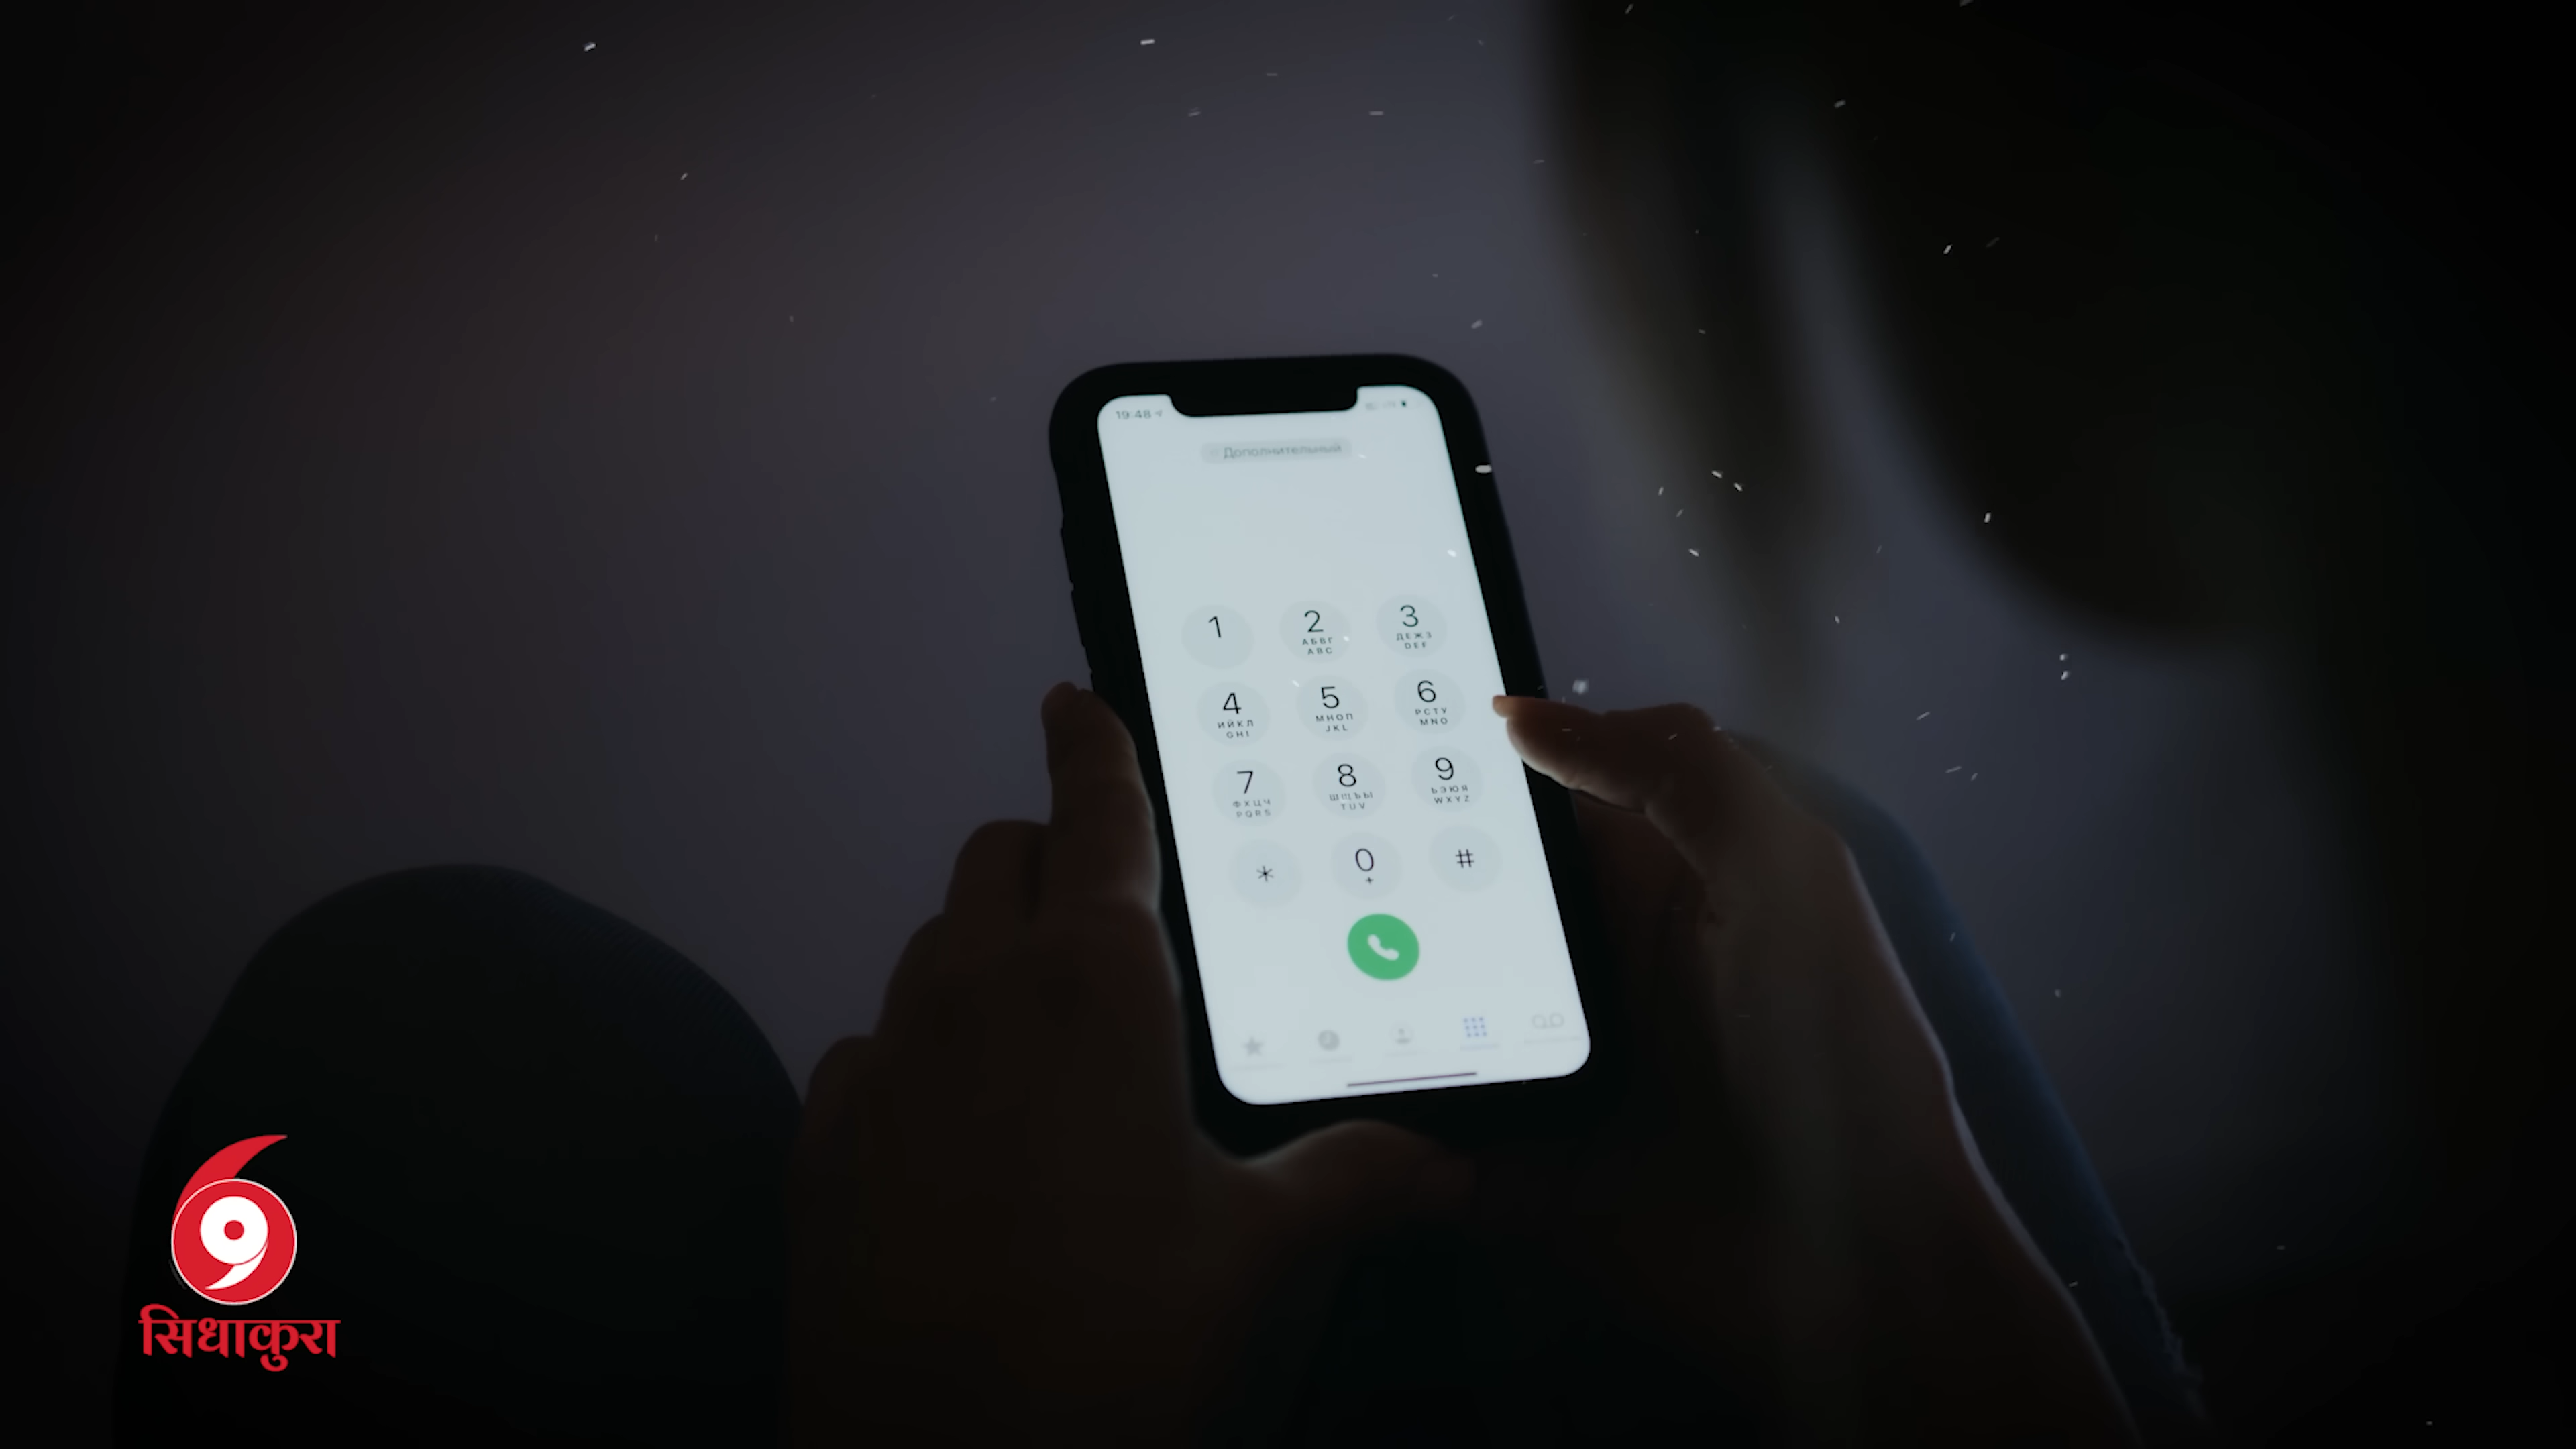 19:48
Дополнительный
1
2
АБВГ
ABC
3
ДЕЖЗ
DEF
4
ИЙКЛ
GHI
5
МНОП
JKL
6
РСТУ
MNO
7
ФХЦЧ
PQRS
8
ШЩЪЫ
TUV
9
ЬЭЮЯ
WXYZ
*
0
+
#
सिधाकुरा